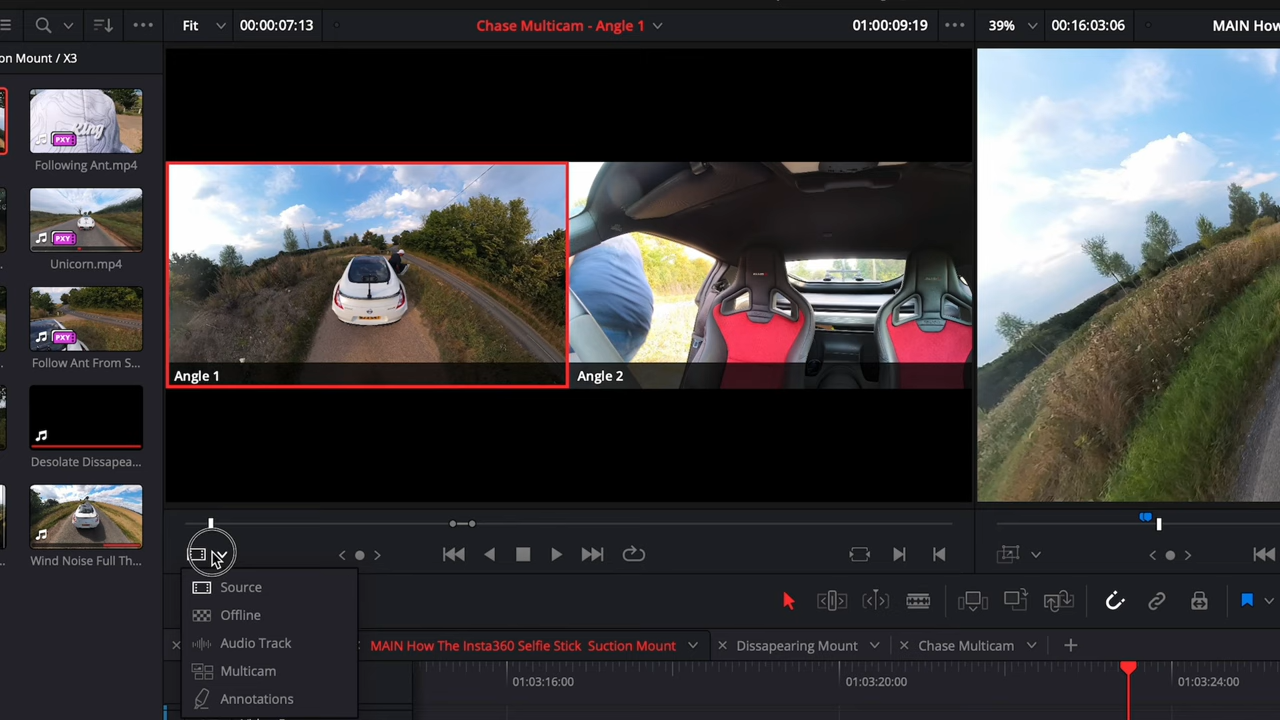 Fit
00:00:07:13
Chase Multicam - Angle 1
01:00:09:19
39%
00:16:03:06
MAIN How
on Mount / X3
King
PXY
Following Ant.mp4
PXY
Unicorn.mp4
PXY
Follow Ant From S...
Desolate Dissapea...
Wind Noise Full Th...
Angle 1
Angle 2
Source
Offline
Audio Track
Multicam
Annotations
MAIN How The Insta360 Selfie Stick Suction Mount
Dissapearing Mount
Chase Multicam
01:03:16:00
01:03:20:00
01:03:24:00